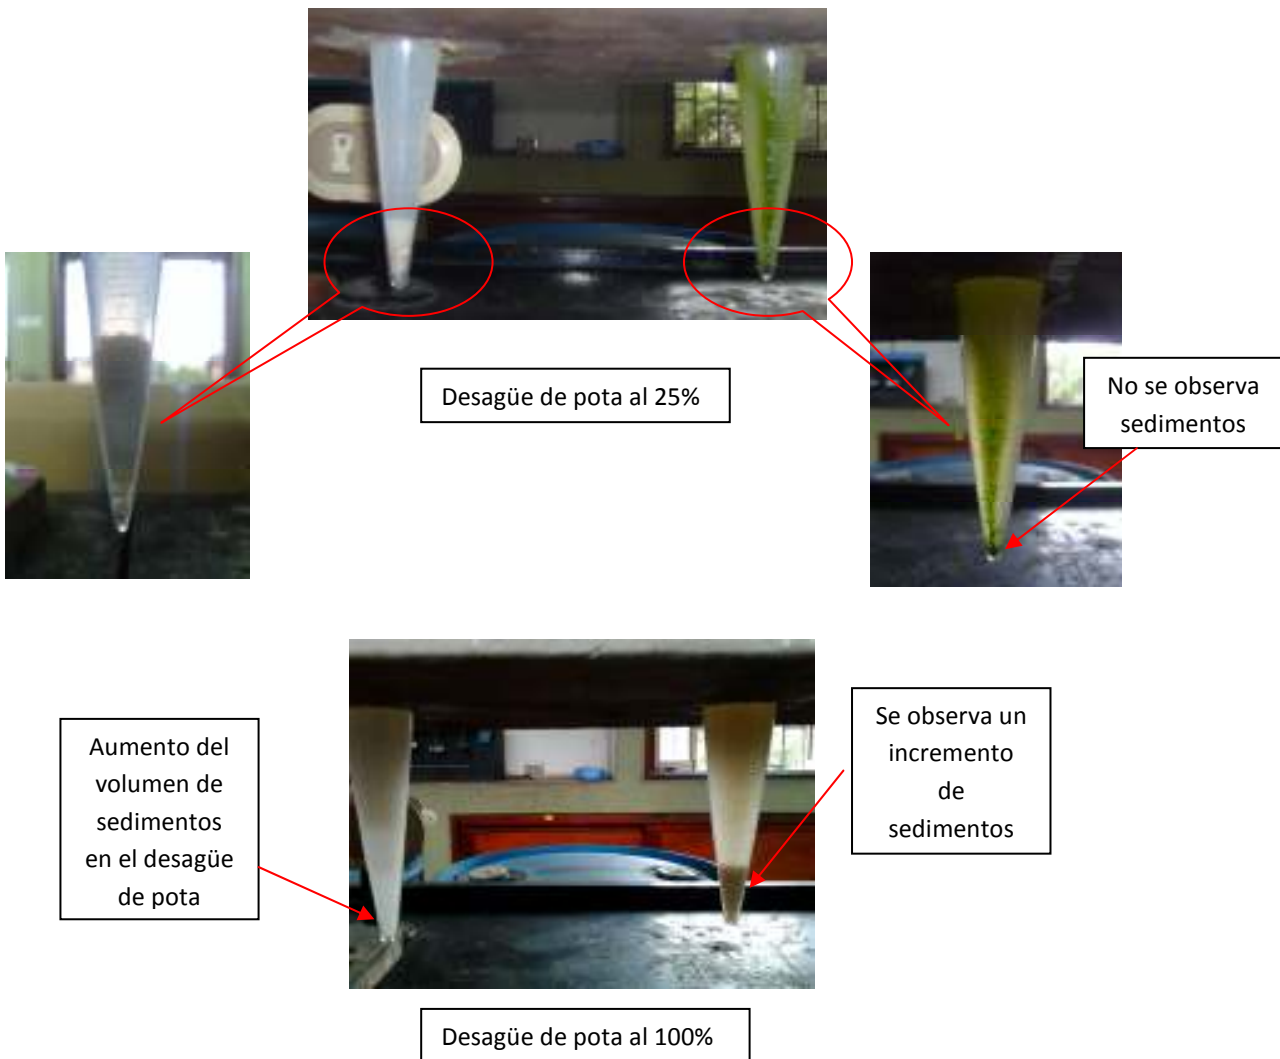 Desagüe de pota al 25%
No se observa
sedimentos
Aumento del
volumen de
sedimentos
en el desagüe
de pota
Se observa un
incremento
de
sedimentos
Desagüe de pota al 100%